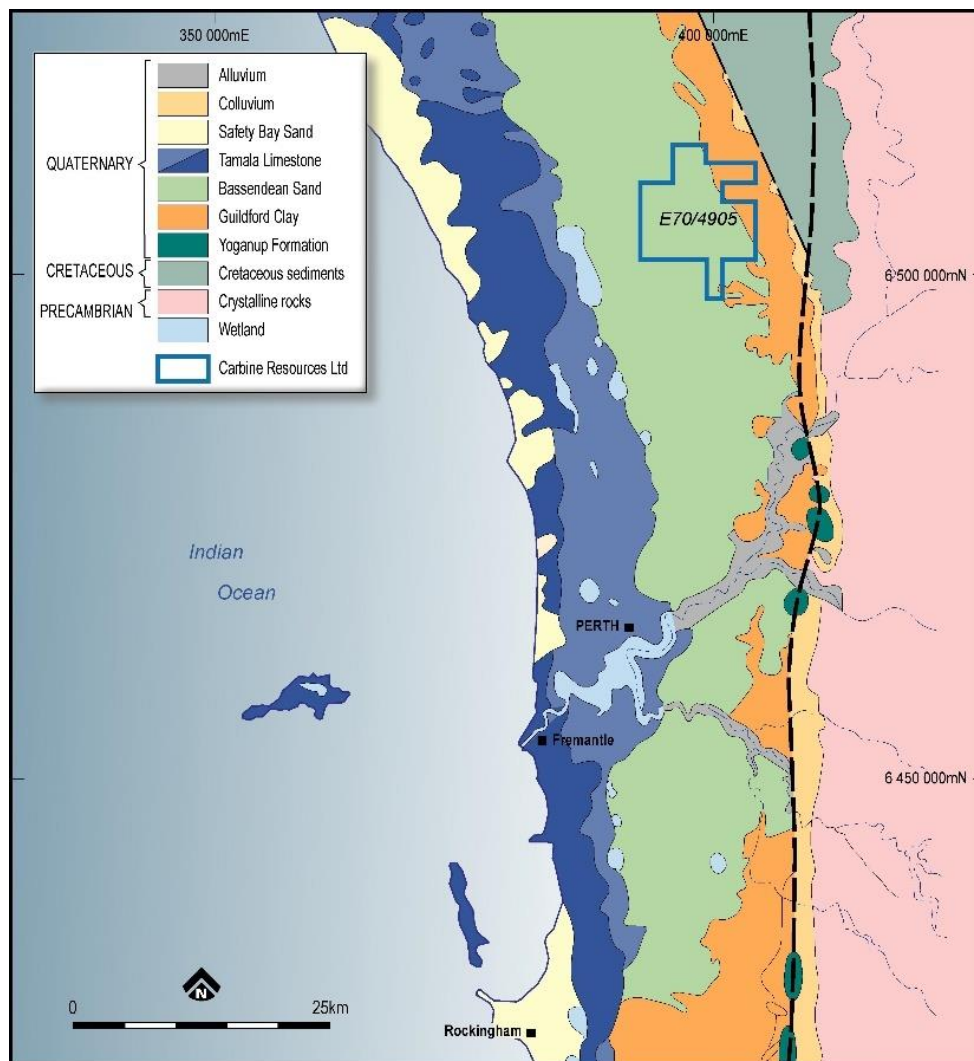 350 000mE
400 000mE
QUATERNARY
CRETACEOUS
PRECAMBRIAN
Alluvium
Colluvium
Safety Bay Sand
Tamala Limestone
Bassendean Sand
Guildford Clay
Yoganup Formation
Cretaceous sediments
Crystalline rocks
Wetland
Carbine Resources Ltd
E70/4905
6 500 000mN
Indian
Ocean
PERTH
Fremantle
6 450 000mN
N
0
25km
Rockingham